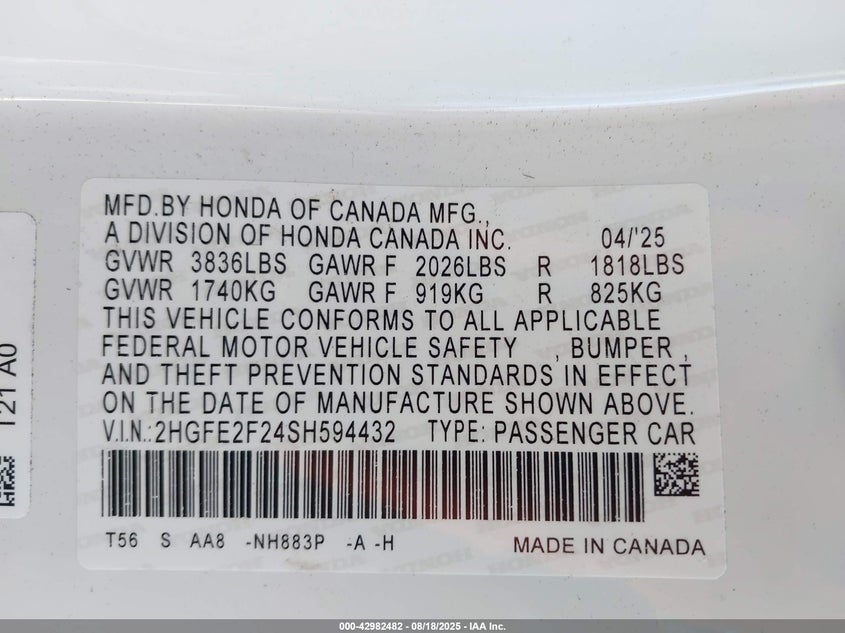 MFD.BY HONDA OF CANADA MFG.,
A DIVISION OF HONDA CANADA INC. 04/'25
GVWR 3836LBS GAWR F 2026LBS R 1818LBS
GVWR 1740KG GAWR F 919KG R 825KG
THIS VEHICLE CONFORMS TO ALL APPLICABLE
FEDERAL MOTOR VEHICLE SAFETY , BUMPER ,
AND THEFT PREVENTION STANDARDS IN EFFECT
ON THE DATE OF MANUFACTURE SHOWN ABOVE.
V.I.N.:2HGFE2F24SH594432 TYPE: PASSENGER CAR
T56 S AA8 -NH883P -A -H MADE IN CANADA
T21 A0
000-42982482 - 08/18/2025 - IAA Inc.